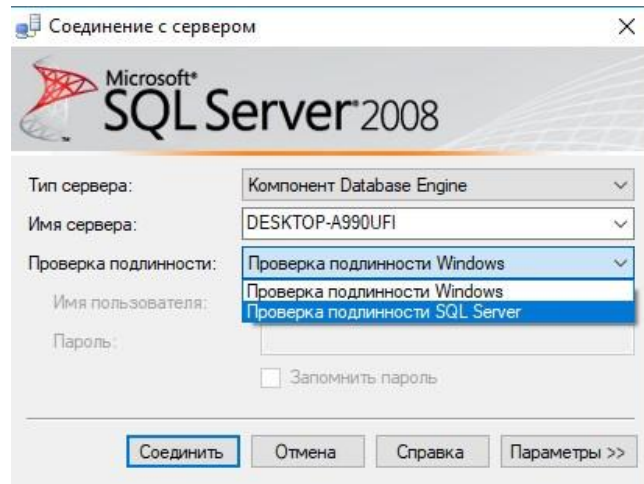 Соединение с сервером
Microsoft®
SQL Server® 2008
Тип сервера: Компонент Database Engine
Имя сервера: DESKTOP-A990UFI
Проверка подлинности: Проверка подлинности Windows
Проверка подлинности Windows
Имя пользователя:
Проверка подлинности SQL Server
Пароль:
Запомнить пароль
Соединить Отмена Справка Параметры >>